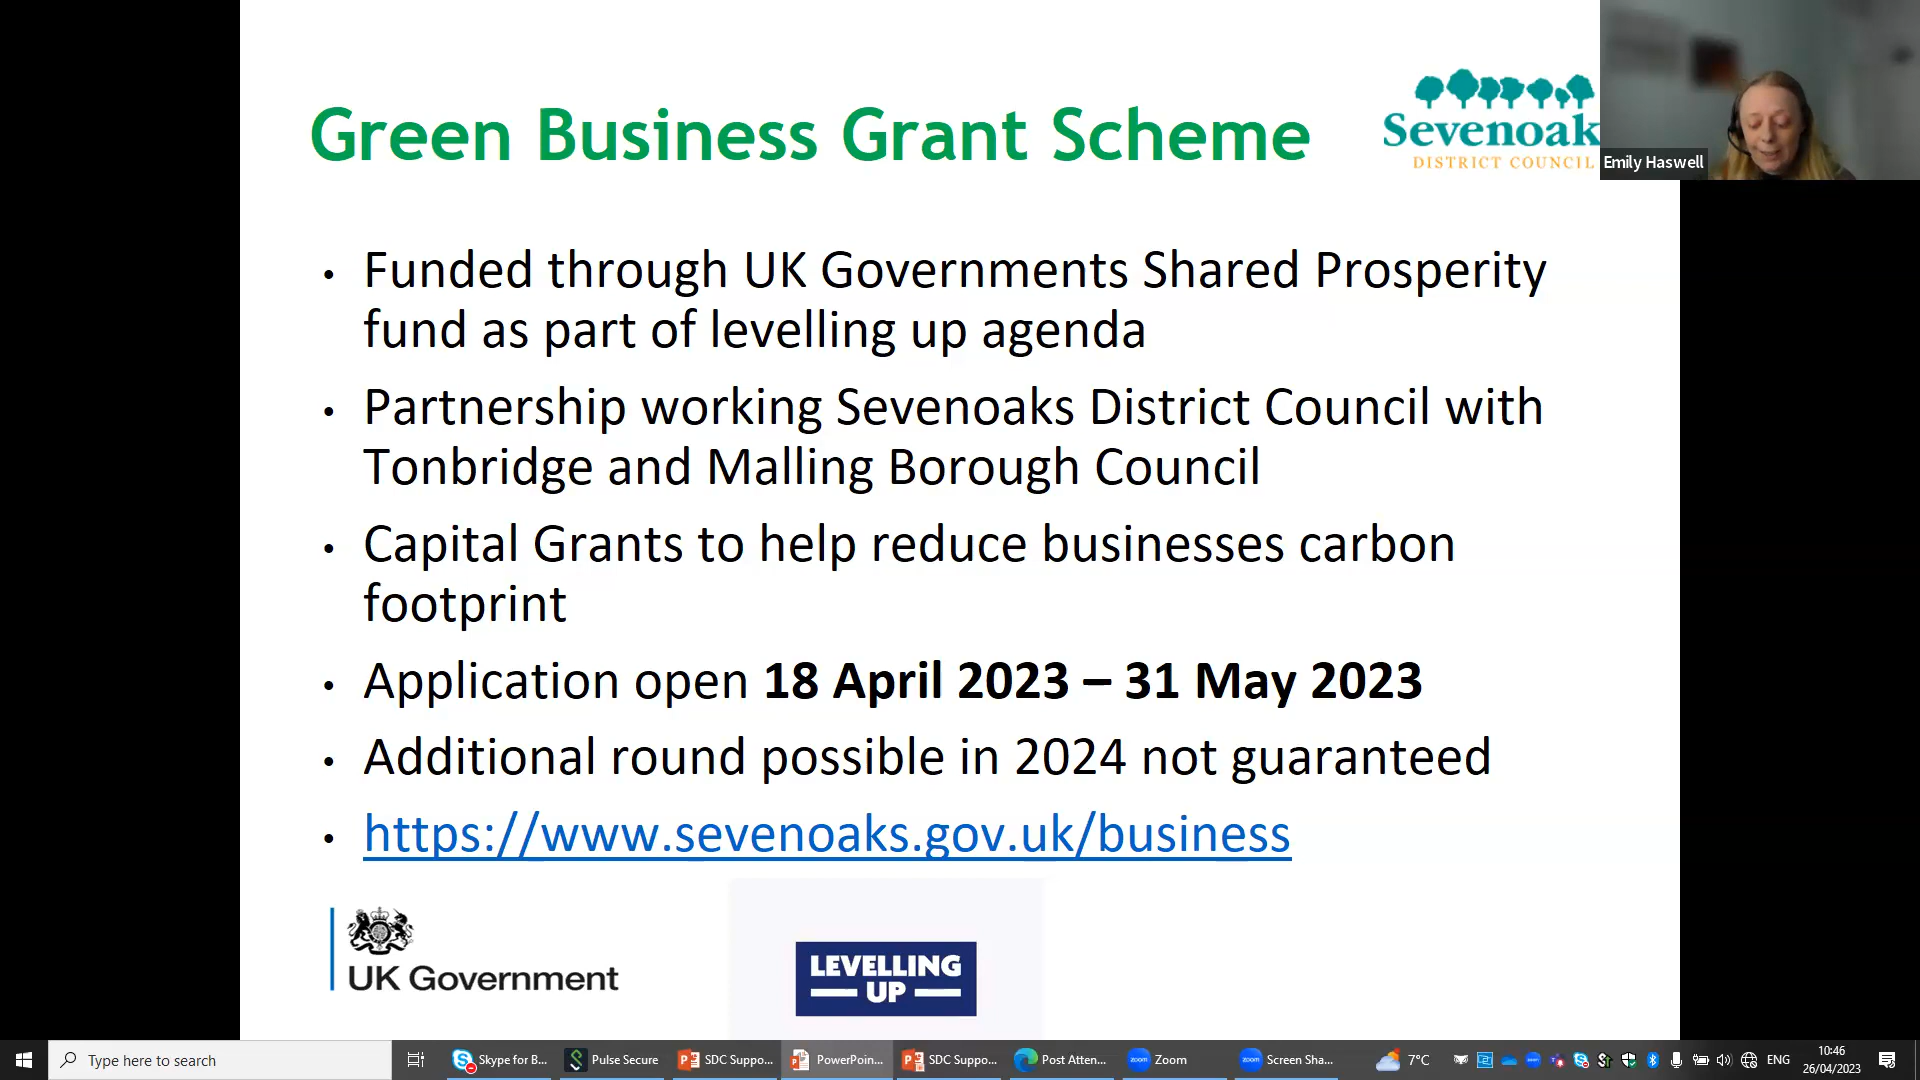 Green Business Grant Scheme
Sevenoak
DISTRICT COUNCIL
Emily Haswell
• Funded through UK Governments Shared Prosperity
fund as part of levelling up agenda
• Partnership working Sevenoaks District Council with
Tonbridge and Malling Borough Council
• Capital Grants to help reduce businesses carbon
footprint
• Application open 18 April 2023 – 31 May 2023
• Additional round possible in 2024 not guaranteed
• https://www.sevenoaks.gov.uk/business
UK Government
LEVELLING
UP
Type here to search
Skype for B...
Pulse Secure
SDC Suppo...
PowerPoin...
SDC Suppo...
Post Atten...
Zoom
Screen Sha...
7°C
ENG
10:46
26/04/2023